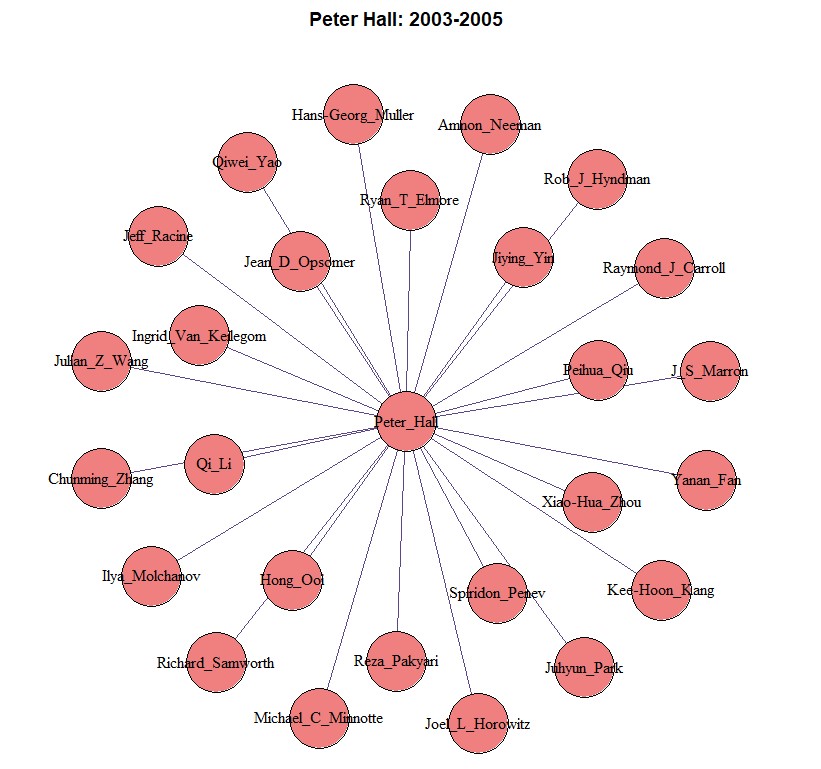 Peter Hall: 2003-2005
Hans-Georg_Muller
Amnon_Neeman
Qiwei_Yao
Rob_J_Hyndman
Ryan_T_Elmore
Jeff_Racine
Jean_D_Opsomer
Jiying_Yin
Raymond_J_Carroll
Ingrid_Van_Keilegom
Julian_Z_Wang
Peihua_Qiu
J_S_Marron
Peter_Hall
Qi_Li
Chunming_Zhang
Yanan_Fan
Xiao-Hua_Zhou
Ilya_Molchanov
Hong_Ooi
Spiridon_Penev
Kee-Hoon_Kang
Richard_Samworth
Reza_Pakyari
Juhyun_Park
Michael_C_Minnotte
Joel_L_Horowitz